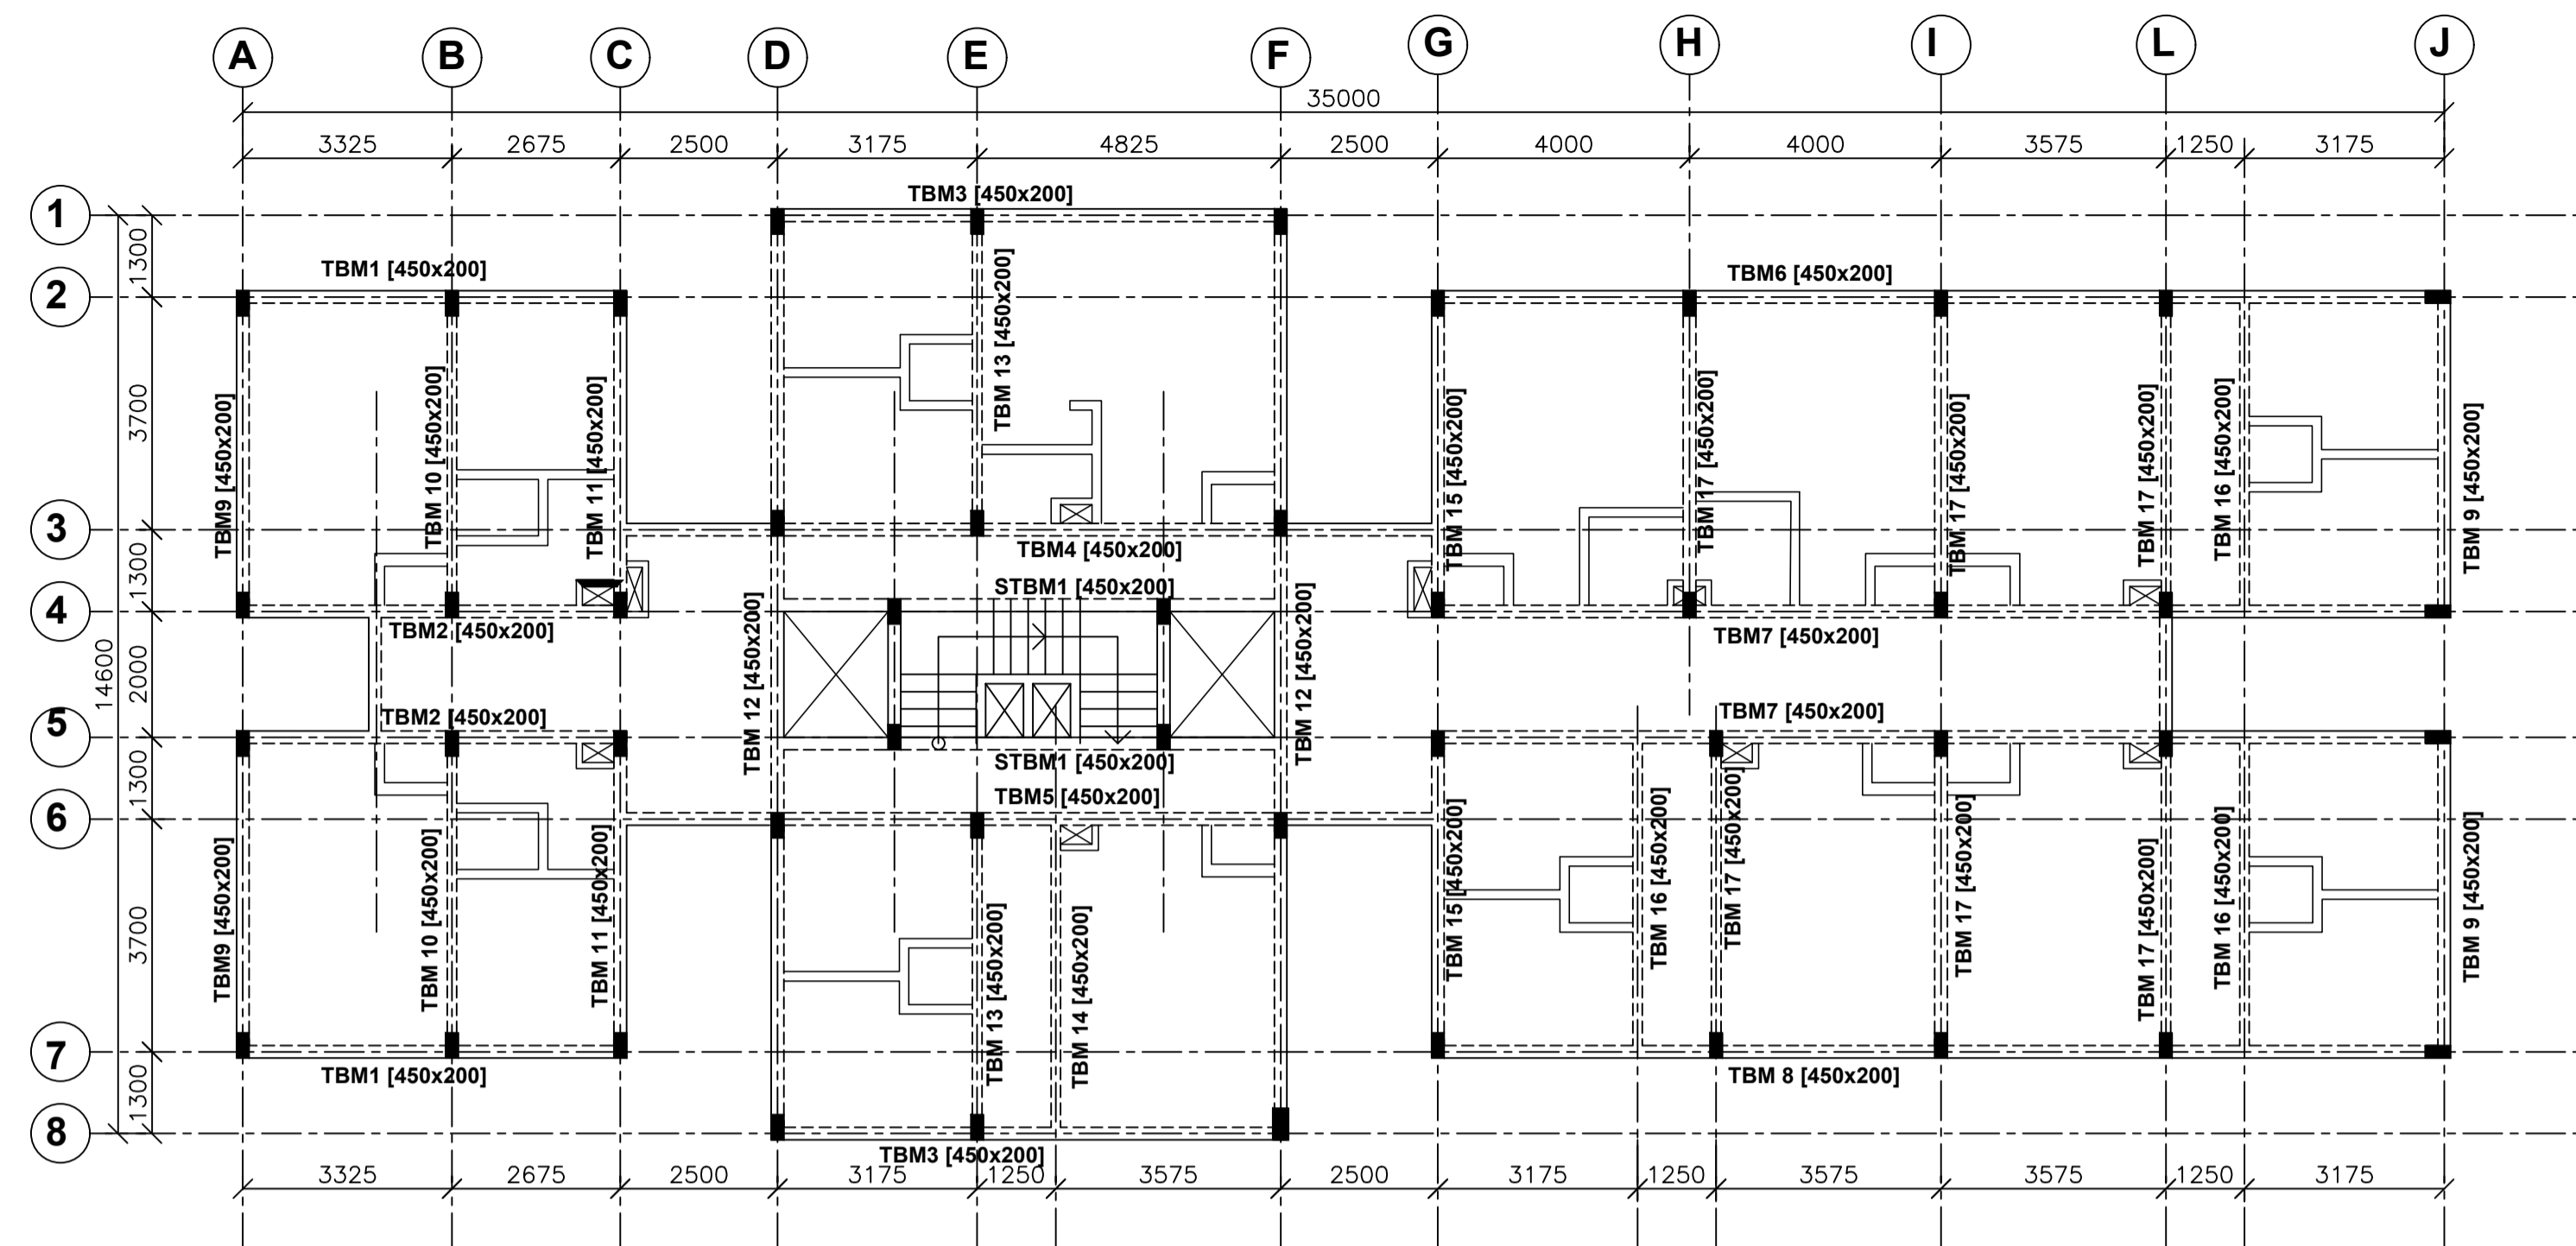 A B C D E F G H I L J
35000
3325 2675 2500 3175 4825 2500 4000 4000 3575 1250 3175
1
2
3
4
5
6
7
8
1300
3700
1300
2000
1300
3700
1300
14600
TBM3 [450x200]
TBM1 [450x200]
TBM6 [450x200]
TBM9 [450x200]
TBM 10 [450x200]
TBM 11 [450x200]
TBM 13 [450x200]
TBM 15 [450x200]
TBM 17 [450x200]
TBM 17 [450x200]
TBM 17 [450x200]
TBM 16 [450x200]
TBM 9 [450x200]
TBM4 [450x200]
STBM1 [450x200]
TBM2 [450x200]
TBM7 [450x200]
TBM 12 [450x200]
TBM 12 [450x200]
TBM2 [450x200]
TBM7 [450x200]
STBM1 [450x200]
TBM5 [450x200]
TBM9 [450x200]
TBM 10 [450x200]
TBM 11 [450x200]
TBM 13 [450x200]
TBM 14 [450x200]
TBM 15 [450x200]
TBM 16 [450x200]
TBM 17 [450x200]
TBM 17 [450x200]
TBM 17 [450x200]
TBM 16 [450x200]
TBM 9 [450x200]
TBM1 [450x200]
TBM 8 [450x200]
TBM3 [450x200]
3325 2675 2500 3175 1250 3575 2500 3175 1250 3575 3575 1250 3175